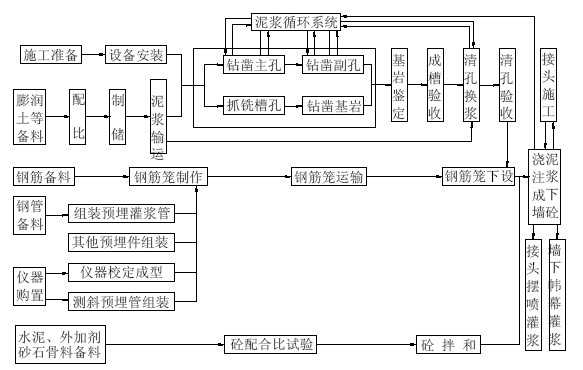 泥浆循环系统
施工准备
设备安装
钻凿主孔
钻凿副孔
抓铣槽孔
钻凿基岩
基岩鉴定
成槽验收
清孔换浆
清孔验收
接头施工
膨润
土等
备料
配比
制储
泥浆输运
钢筋备料
钢筋笼制作
钢筋笼运输
钢筋笼下设
泥浆下砼
浇注成墙
钢管
备料
组装预埋灌浆管
其他预埋件组装
仪器
购置
仪器校定成型
测斜预埋管组装
接头摆喷灌浆
墙下帏幕灌浆
水泥、外加剂
砂石骨料备料
砼配合比试验
砼拌和